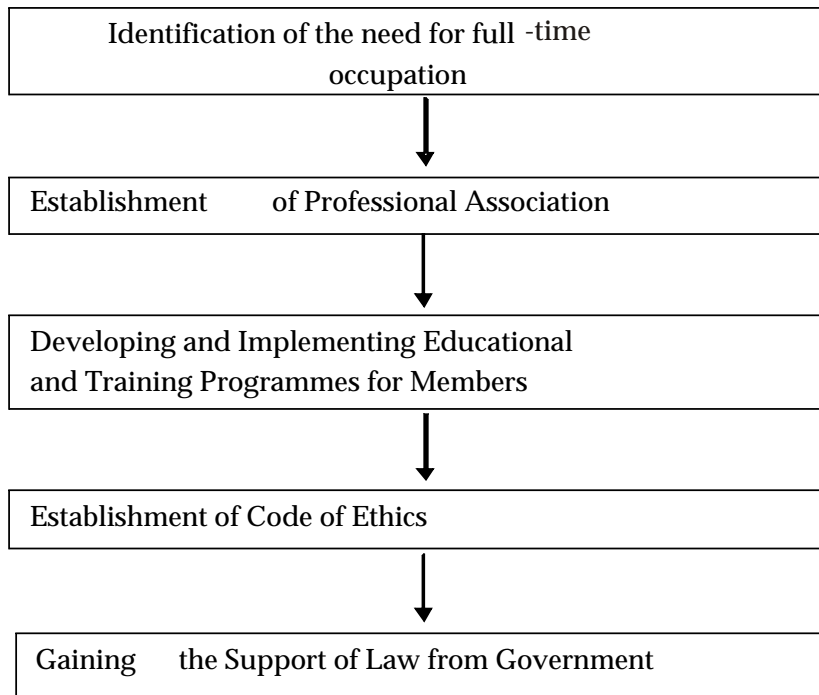 Identification of the need for full -time
occupation
Establishment of Professional Association
Developing and Implementing Educational
and Training Programmes for Members
Establishment of Code of Ethics
Gaining the Support of Law from Government